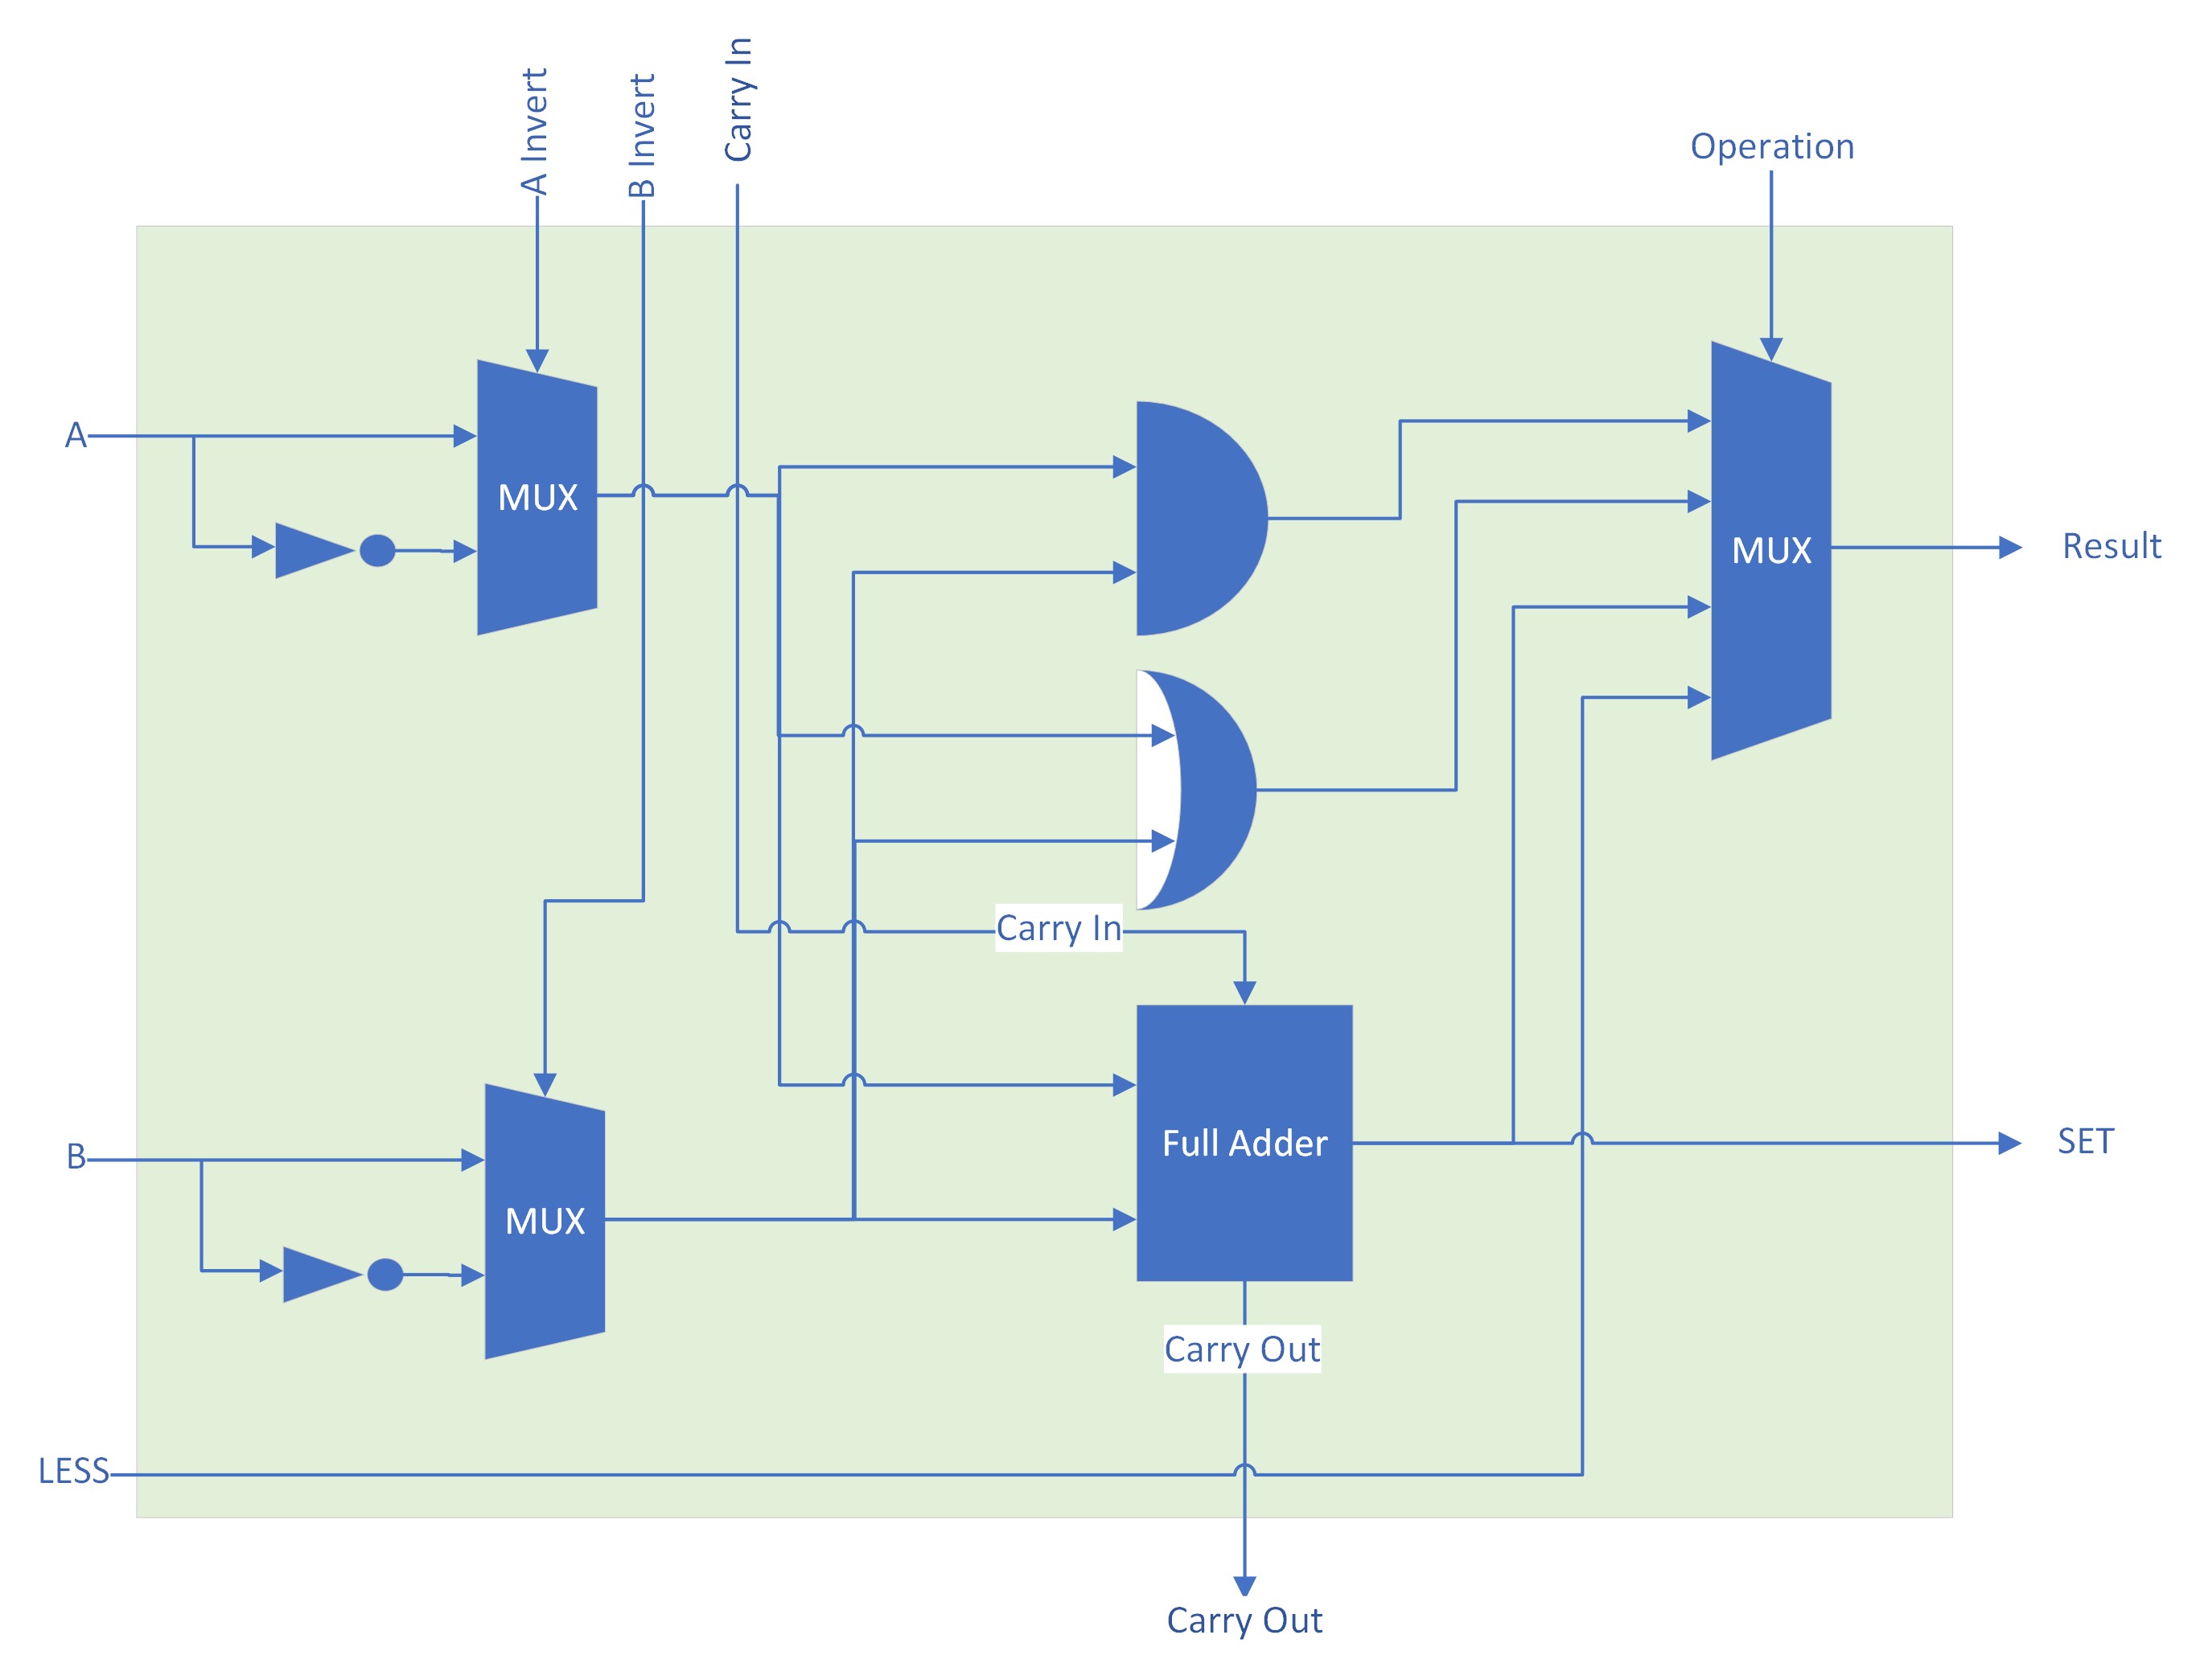 A Invert
B Invert
Carry In
Operation
A
MUX
MUX
Result
Carry In
B
MUX
Full Adder
SET
Carry Out
LESS
Carry Out